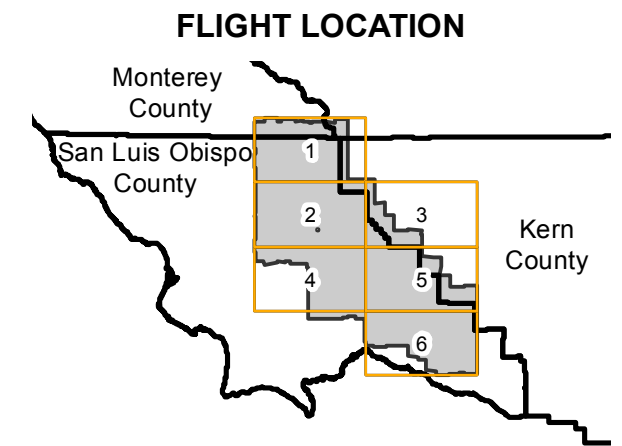 FLIGHT LOCATION
Monterey
County
San Luis Obispo
County
Kern
County
1
2
3
4
5
6